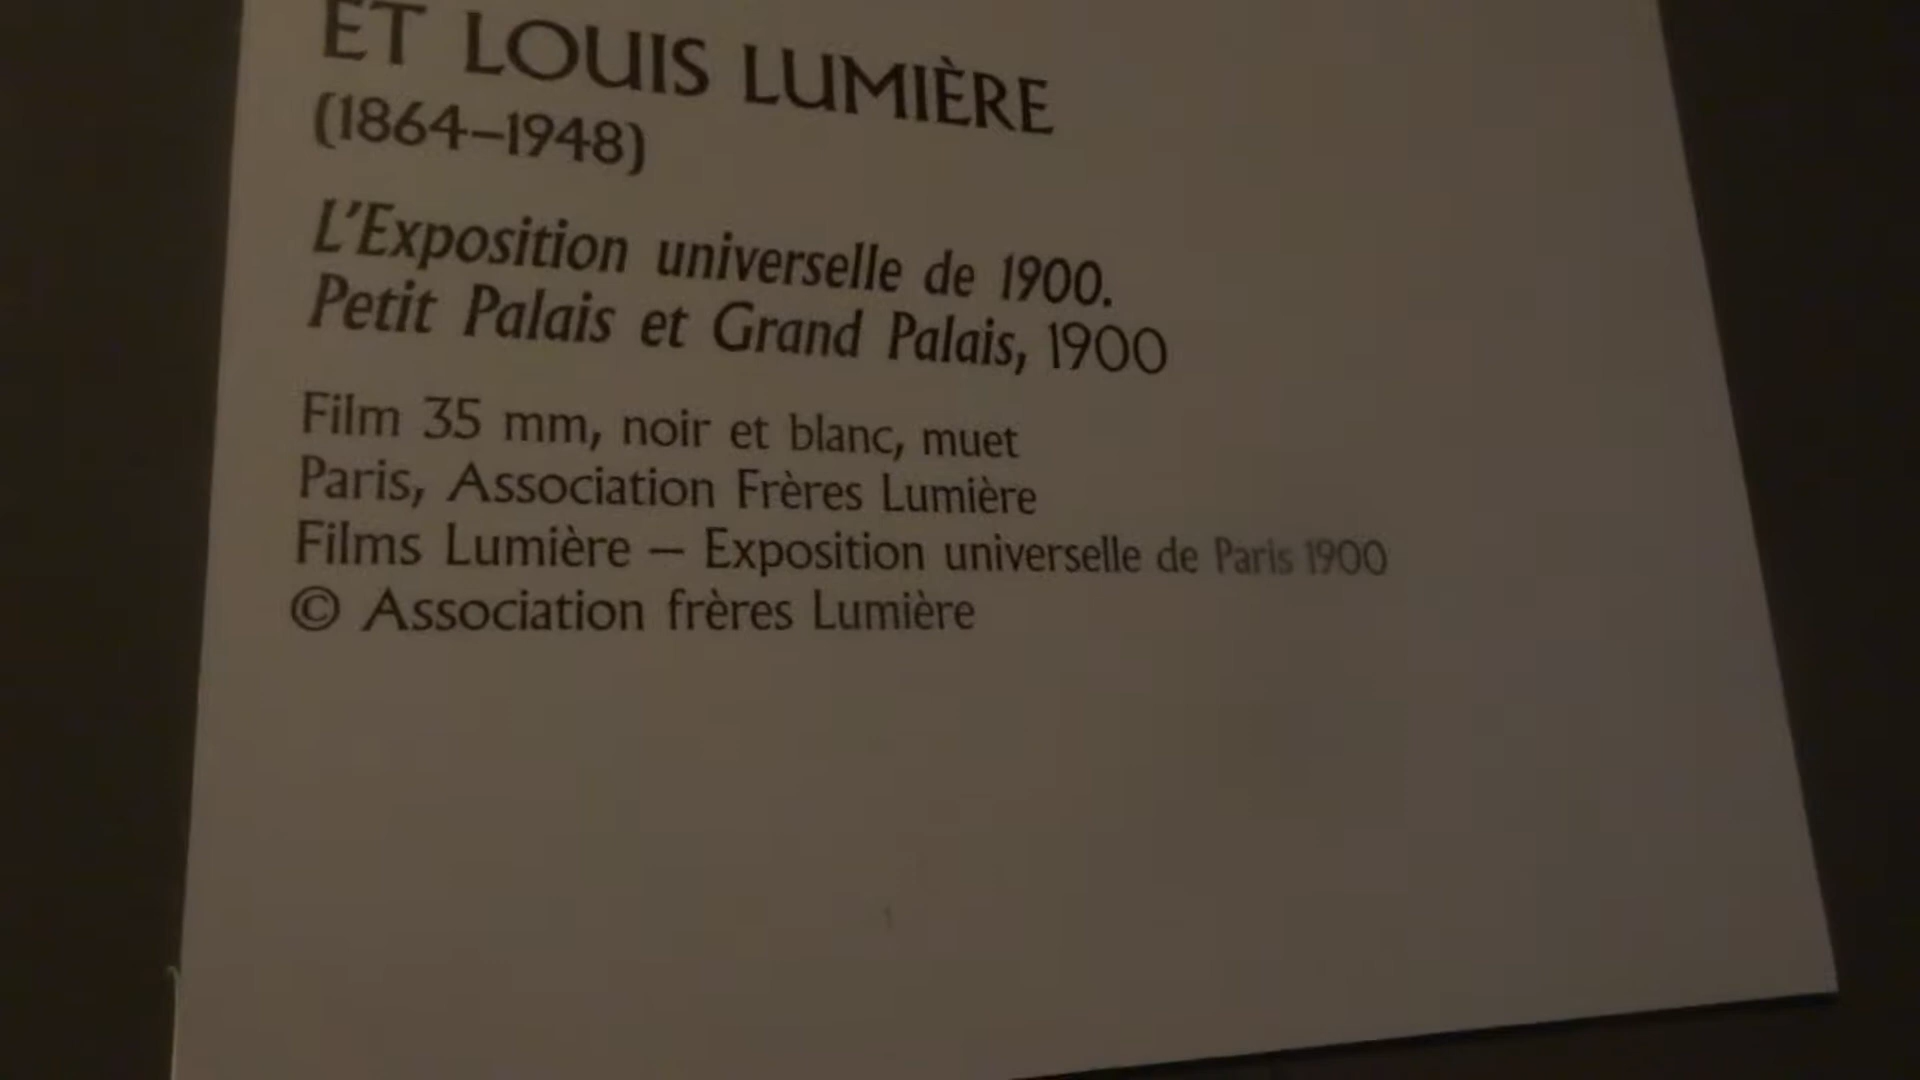 ET LOUIS LUMIÈRE
(1864–1948)
L'Exposition universelle de 1900.
Petit Palais et Grand Palais, 1900
Film 35 mm, noir et blanc, muet
Paris, Association Frères Lumière
Films Lumière – Exposition universelle de Paris 1900
© Association frères Lumière